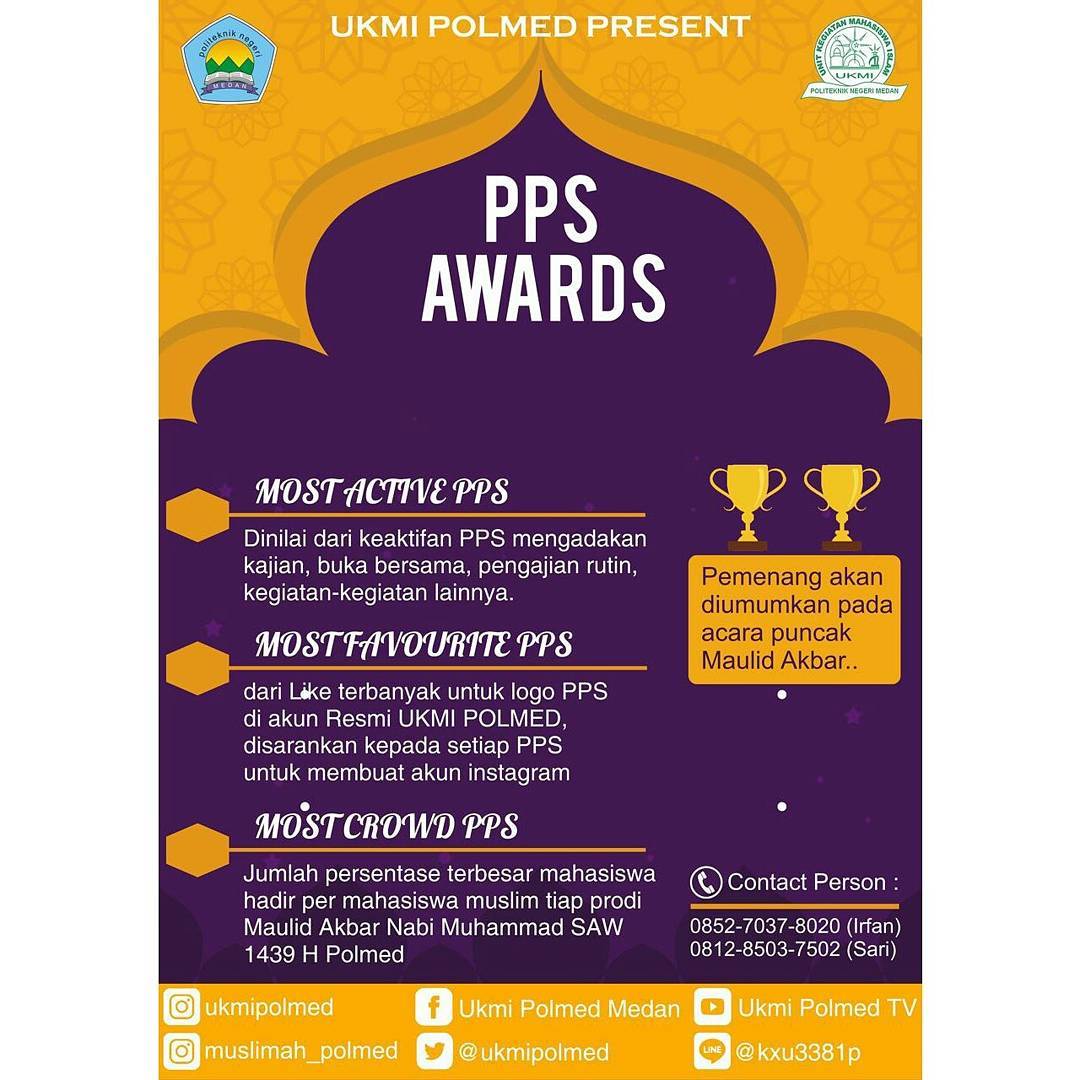 UKMI POLMED PRESENT
politeknik negeri
MEDAN
UNIT KEGIATAN MAHASISWA ISLAM
UKMI
POLITEKNIK NEGERI MEDAN
PPS
AWARDS
MOST ACTIVE PPS
Dinilai dari keaktifan PPS mengadakan
kajian, buka bersama, pengajian rutin,
kegiatan-kegiatan lainnya.
MOST FAVOURITE PPS
dari Like terbanyak untuk logo PPS
di akun Resmi UKMI POLMED,
disarankan kepada setiap PPS
untuk membuat akun instagram
MOST CROWD PPS
Jumlah persentase terbesar mahasiswa
hadir per mahasiswa muslim tiap prodi
Maulid Akbar Nabi Muhammad SAW
1439 H Polmed
Pemenang akan
diumumkan pada
acara puncak
Maulid Akbar..
Contact Person :
0852-7037-8020 (Irfan)
0812-8503-7502 (Sari)
ukmipolmed
Ukmi Polmed Medan
Ukmi Polmed TV
muslimah_polmed
@ukmipolmed
LINE
@kxu3381p